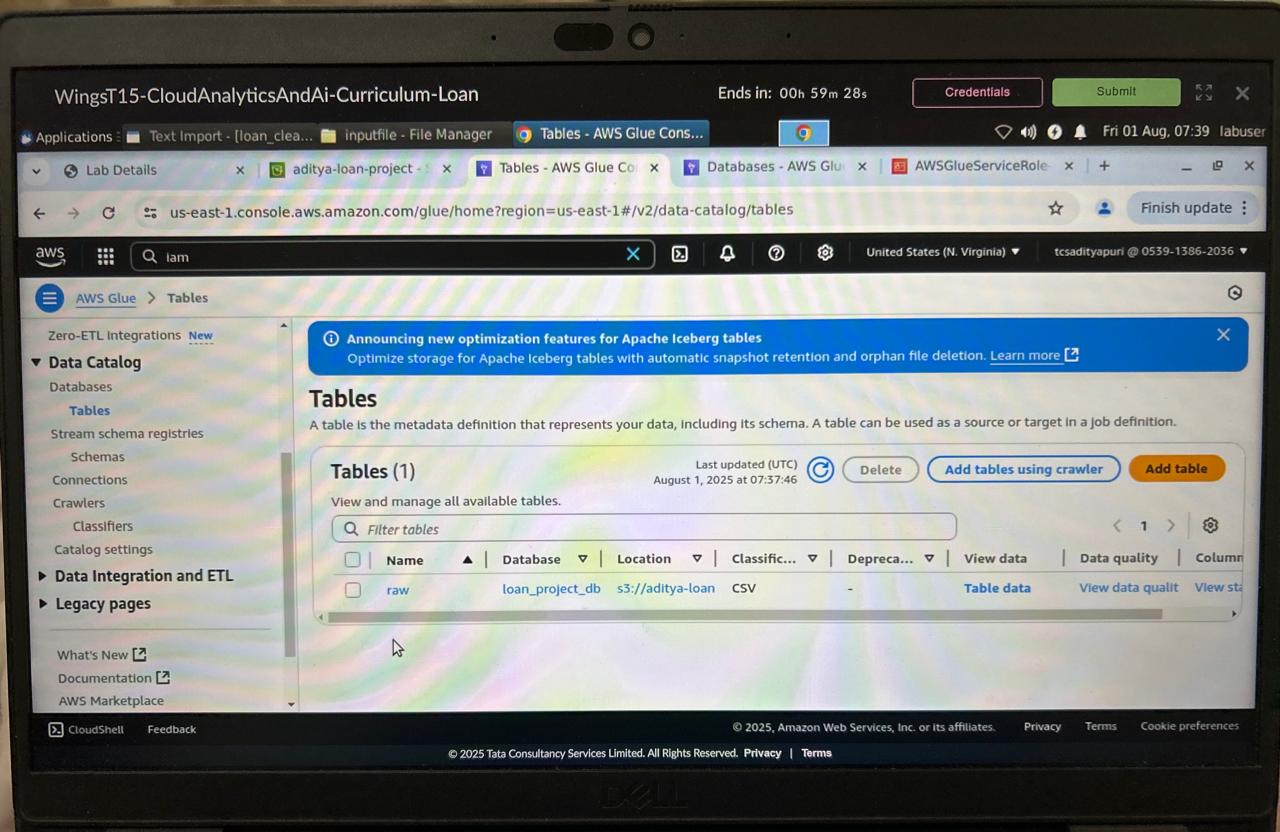 WingsT15-CloudAnalyticsAndAi-Curriculum-Loan
Ends in: 00h 59m 28s
Credentials
Submit
Applications
Text Import - [loan_clea...
inputfile - File Manager
Tables - AWS Glue Cons...
Fri 01 Aug, 07:39 labuser
Lab Details
aditya-loan-project -
Tables - AWS Glue Co
Databases - AWS Glu
AWSGlueServiceRole-
us-east-1.console.aws.amazon.com/glue/home?region=us-east-1#/v2/data-catalog/tables
Finish update
aws
iam
United States (N. Virginia)
tcsadityapuri @ 0539-1386-2036
AWS Glue > Tables
Zero-ETL Integrations New
Data Catalog
Databases
Tables
Stream schema registries
Schemas
Connections
Crawlers
Classifiers
Catalog settings
Data Integration and ETL
Legacy pages
What's New
Documentation
AWS Marketplace
Announcing new optimization features for Apache Iceberg tables
Optimize storage for Apache Iceberg tables with automatic snapshot retention and orphan file deletion. Learn more
Tables
A table is the metadata definition that represents your data, including its schema. A table can be used as a source or target in a job definition.
Tables (1)
Last updated (UTC)
August 1, 2025 at 07:37:46
Delete
Add tables using crawler
Add table
View and manage all available tables.
Filter tables
1
Name Database Location Classific... Depreca... View data Data quality Column
raw loan_project_db s3://aditya-loan CSV - Table data View data qualit View sta
CloudShell Feedback
© 2025, Amazon Web Services, Inc. or its affiliates. Privacy Terms Cookie preferences
© 2025 Tata Consultancy Services Limited. All Rights Reserved. Privacy | Terms
DELL